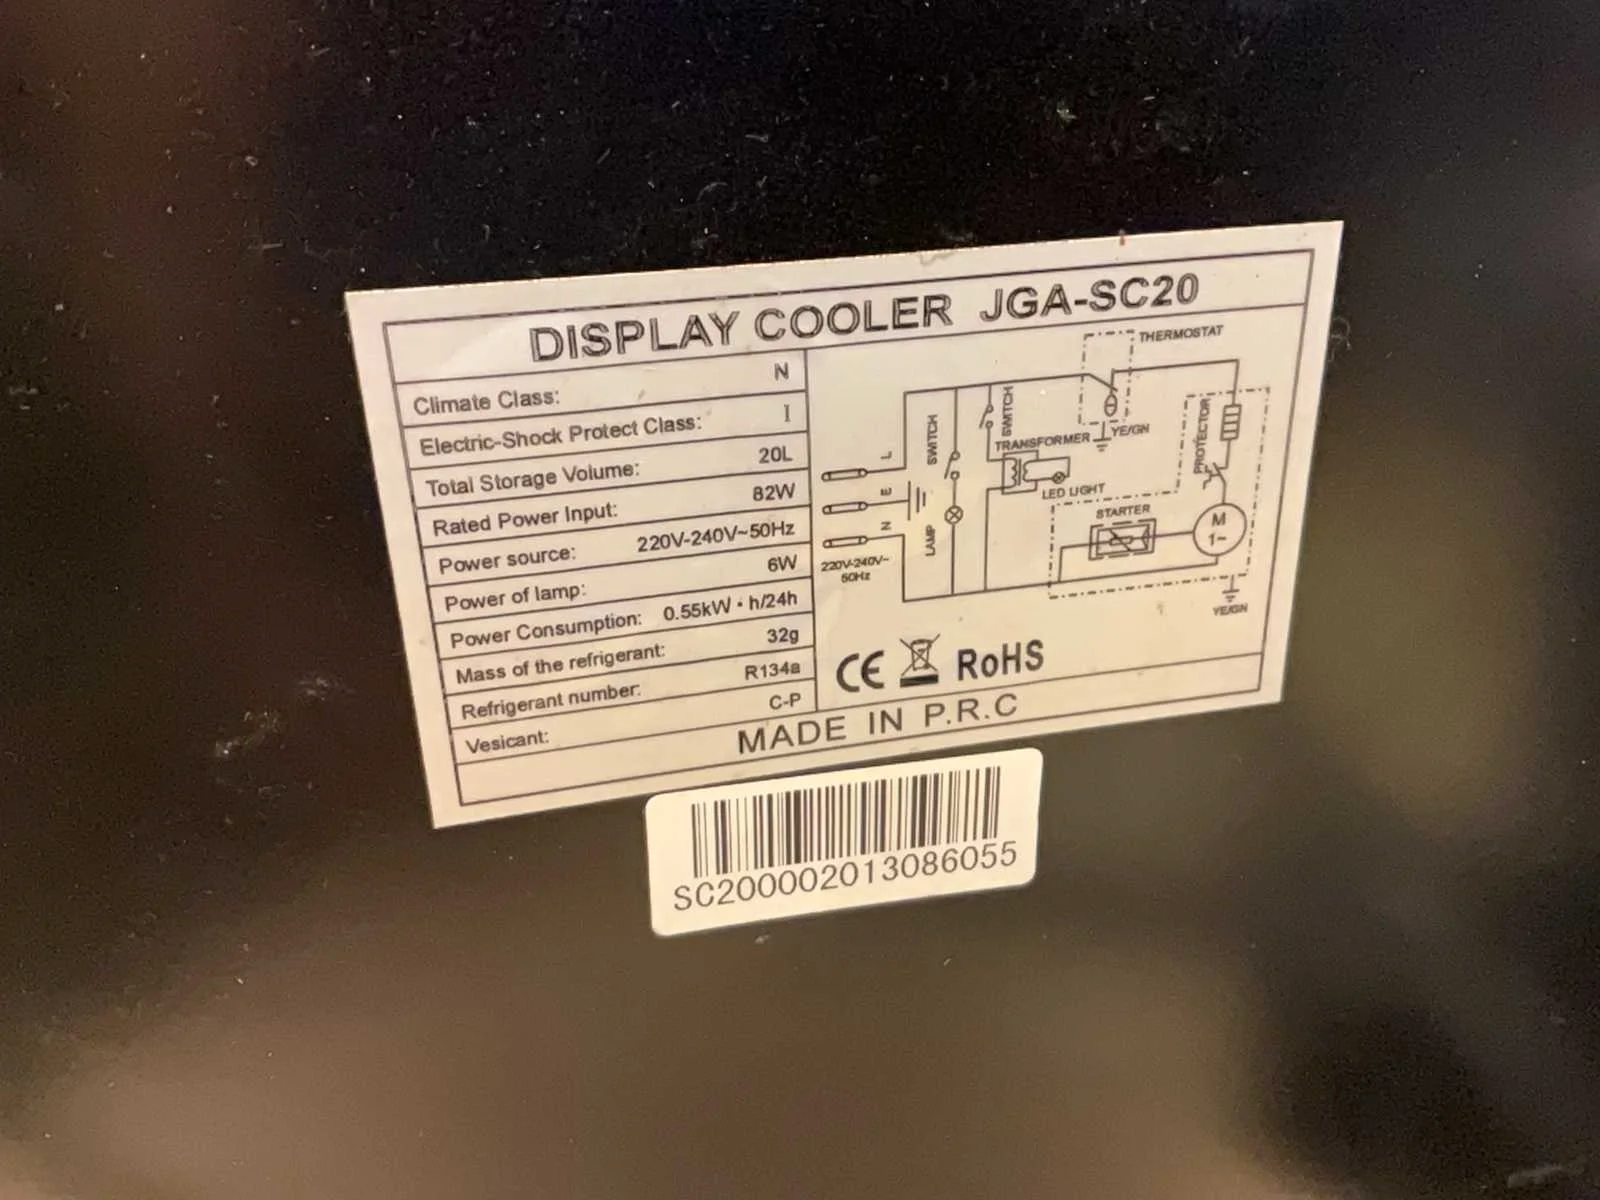 DISPLAY COOLER JGA-SC20
Climate Class: N
Electric-Shock Protect Class: I
Total Storage Volume: 20L
Rated Power Input: 82W
Power source: 220V-240V~50Hz
Power of lamp: 6W
Power Consumption: 0.55kW·h/24h
Mass of the refrigerant: 32g
Refrigerant number: R134a
Vesicant: C-P
THERMOSTAT
SWITCH
SWITCH
TRANSFORMER
YE/GN
PROTECTOR
L
E
N
LED LIGHT
LAMP
STARTER
M
1~
220V-240V~
50Hz
YE/GN
CE RoHS
MADE IN P.R.C
SC200002013086055